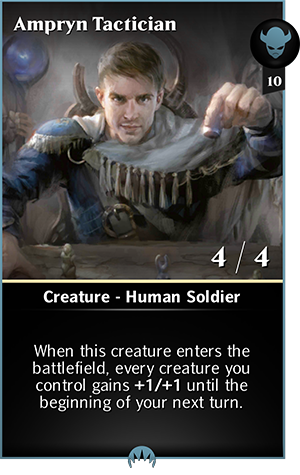 Ampryn Tactician
10
4 / 4
Creature - Human Soldier
When this creature enters the
battlefield, every creature you
control gains +1/+1 until the
beginning of your next turn.